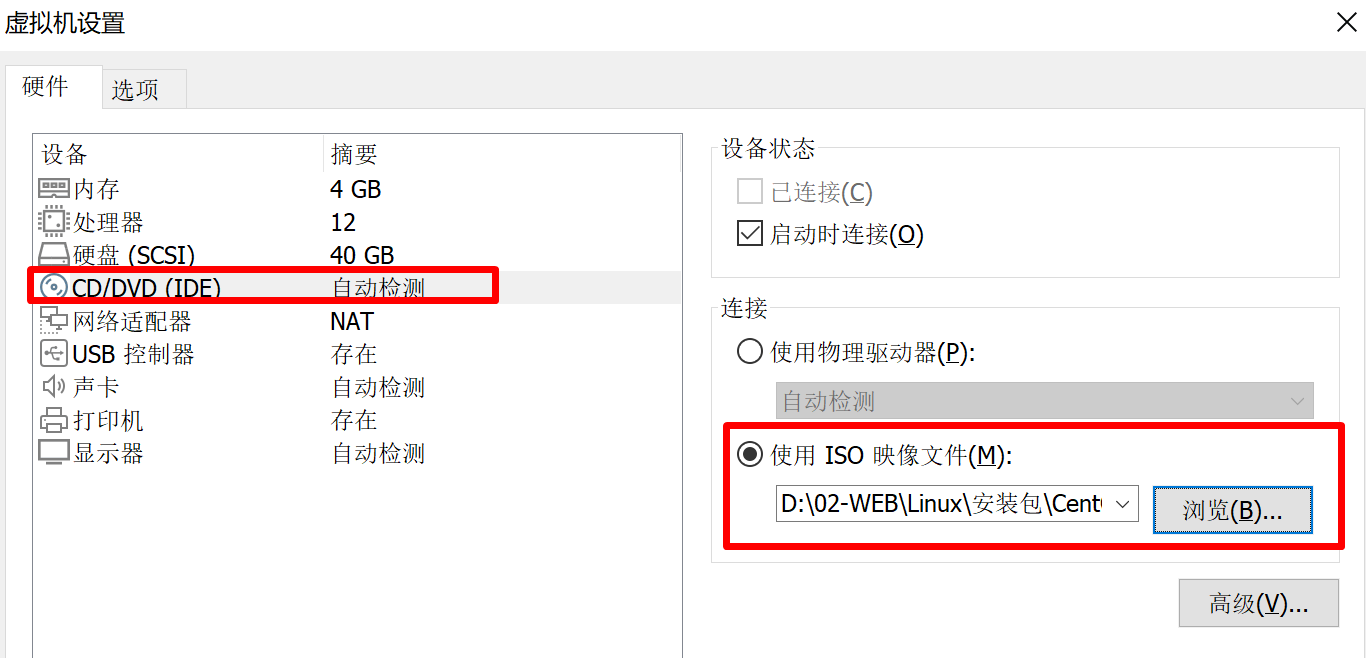 虚拟机设置
硬件 选项
设备 摘要
内存 4 GB
处理器 12
硬盘 (SCSI) 40 GB
CD/DVD (IDE) 自动检测
网络适配器 NAT
USB 控制器 存在
声卡 自动检测
打印机 存在
显示器 自动检测
设备状态
已连接(C)
启动时连接(O)
连接
使用物理驱动器(P):
自动检测
使用 ISO 映像文件(M):
D:\02-WEB\Linux\安装包\Cent
浏览(B)...
高级(V)...